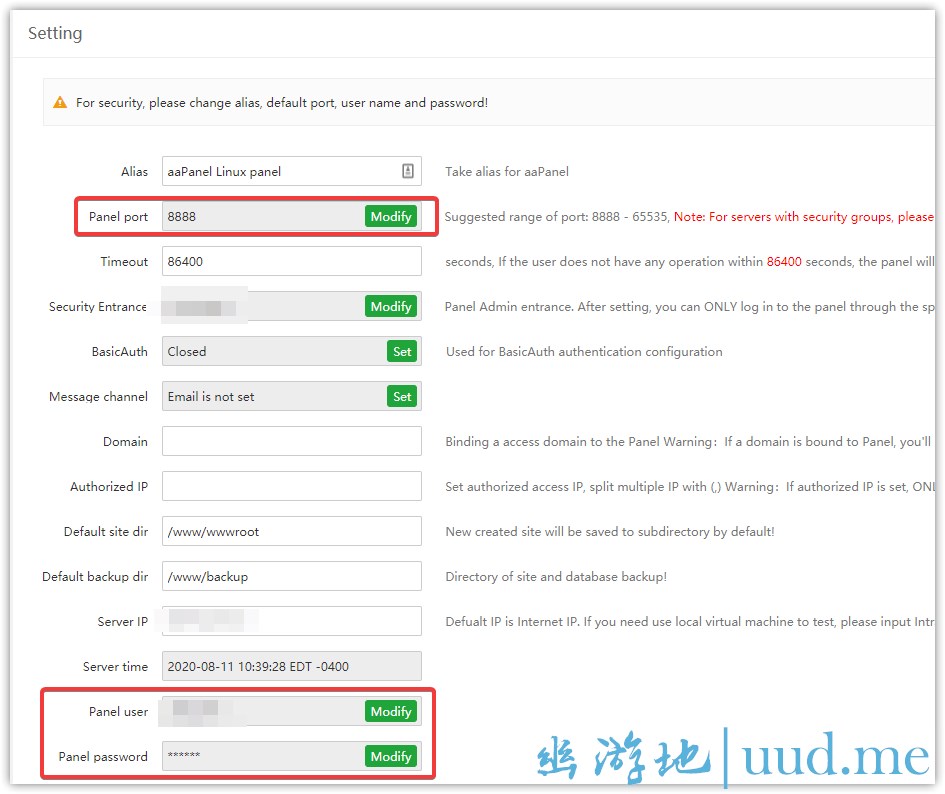 Setting
For security, please change alias, default port, user name and password!
Alias aaPanel Linux panel Take alias for aaPanel
Panel port 8888 Modify Suggested range of port: 8888 - 65535, Note: For servers with security groups, please
Timeout 86400 seconds, If the user does not have any operation within 86400 seconds, the panel will
Security Entrance Modify Panel Admin entrance. After setting, you can ONLY log in to the panel through the sp
BasicAuth Closed Set Used for BasicAuth authentication configuration
Message channel Email is not set Set
Domain Binding a access domain to the Panel Warning：If a domain is bound to Panel, you'll
Authorized IP Set authorized access IP, split multiple IP with (,) Warning：If authorized IP is set, ONL
Default site dir /www/wwwroot New created site will be saved to subdirectory by default!
Default backup dir /www/backup Directory of site and database backup!
Server IP Defualt IP is Internet IP. If you need use local virtual machine to test, please input Intr
Server time 2020-08-11 10:39:28 EDT -0400
Panel user Modify
Panel password ****** Modify
幽游地|uud.me